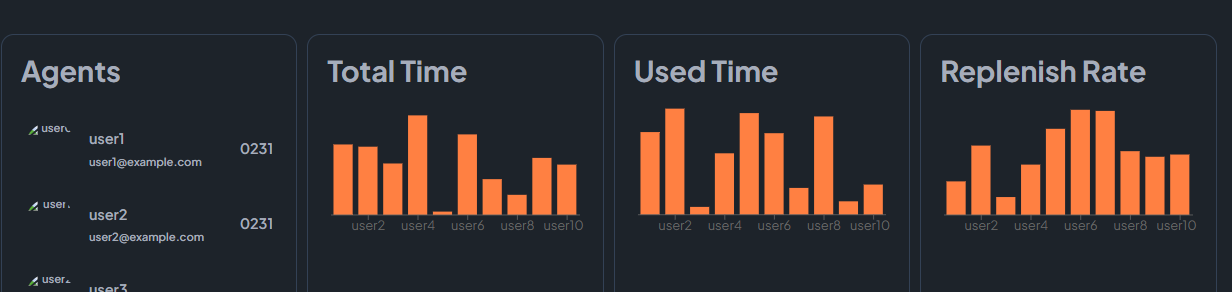 Agents
user1
user1@example.com
0231
user2
user2@example.com
0231
user3
Total Time
user2 user4 user6 user8 user10
Used Time
user2 user4 user6 user8 user10
Replenish Rate
user2 user4 user6 user8 user10